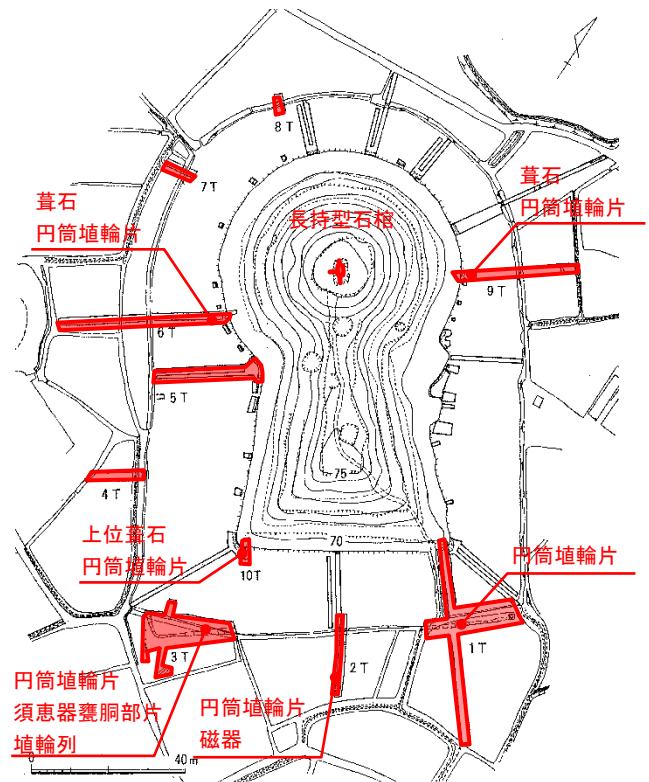 8T
7T
葺石
円筒埴輪片
長持型石棺
葺石
円筒埴輪片
9T
6T
5T
4T
75
70
上位葺石
円筒埴輪片
10T
円筒埴輪片
1T
3T
2T
円筒埴輪片
須恵器甕胴部片
埴輪列
円筒埴輪片
磁器
0
40m